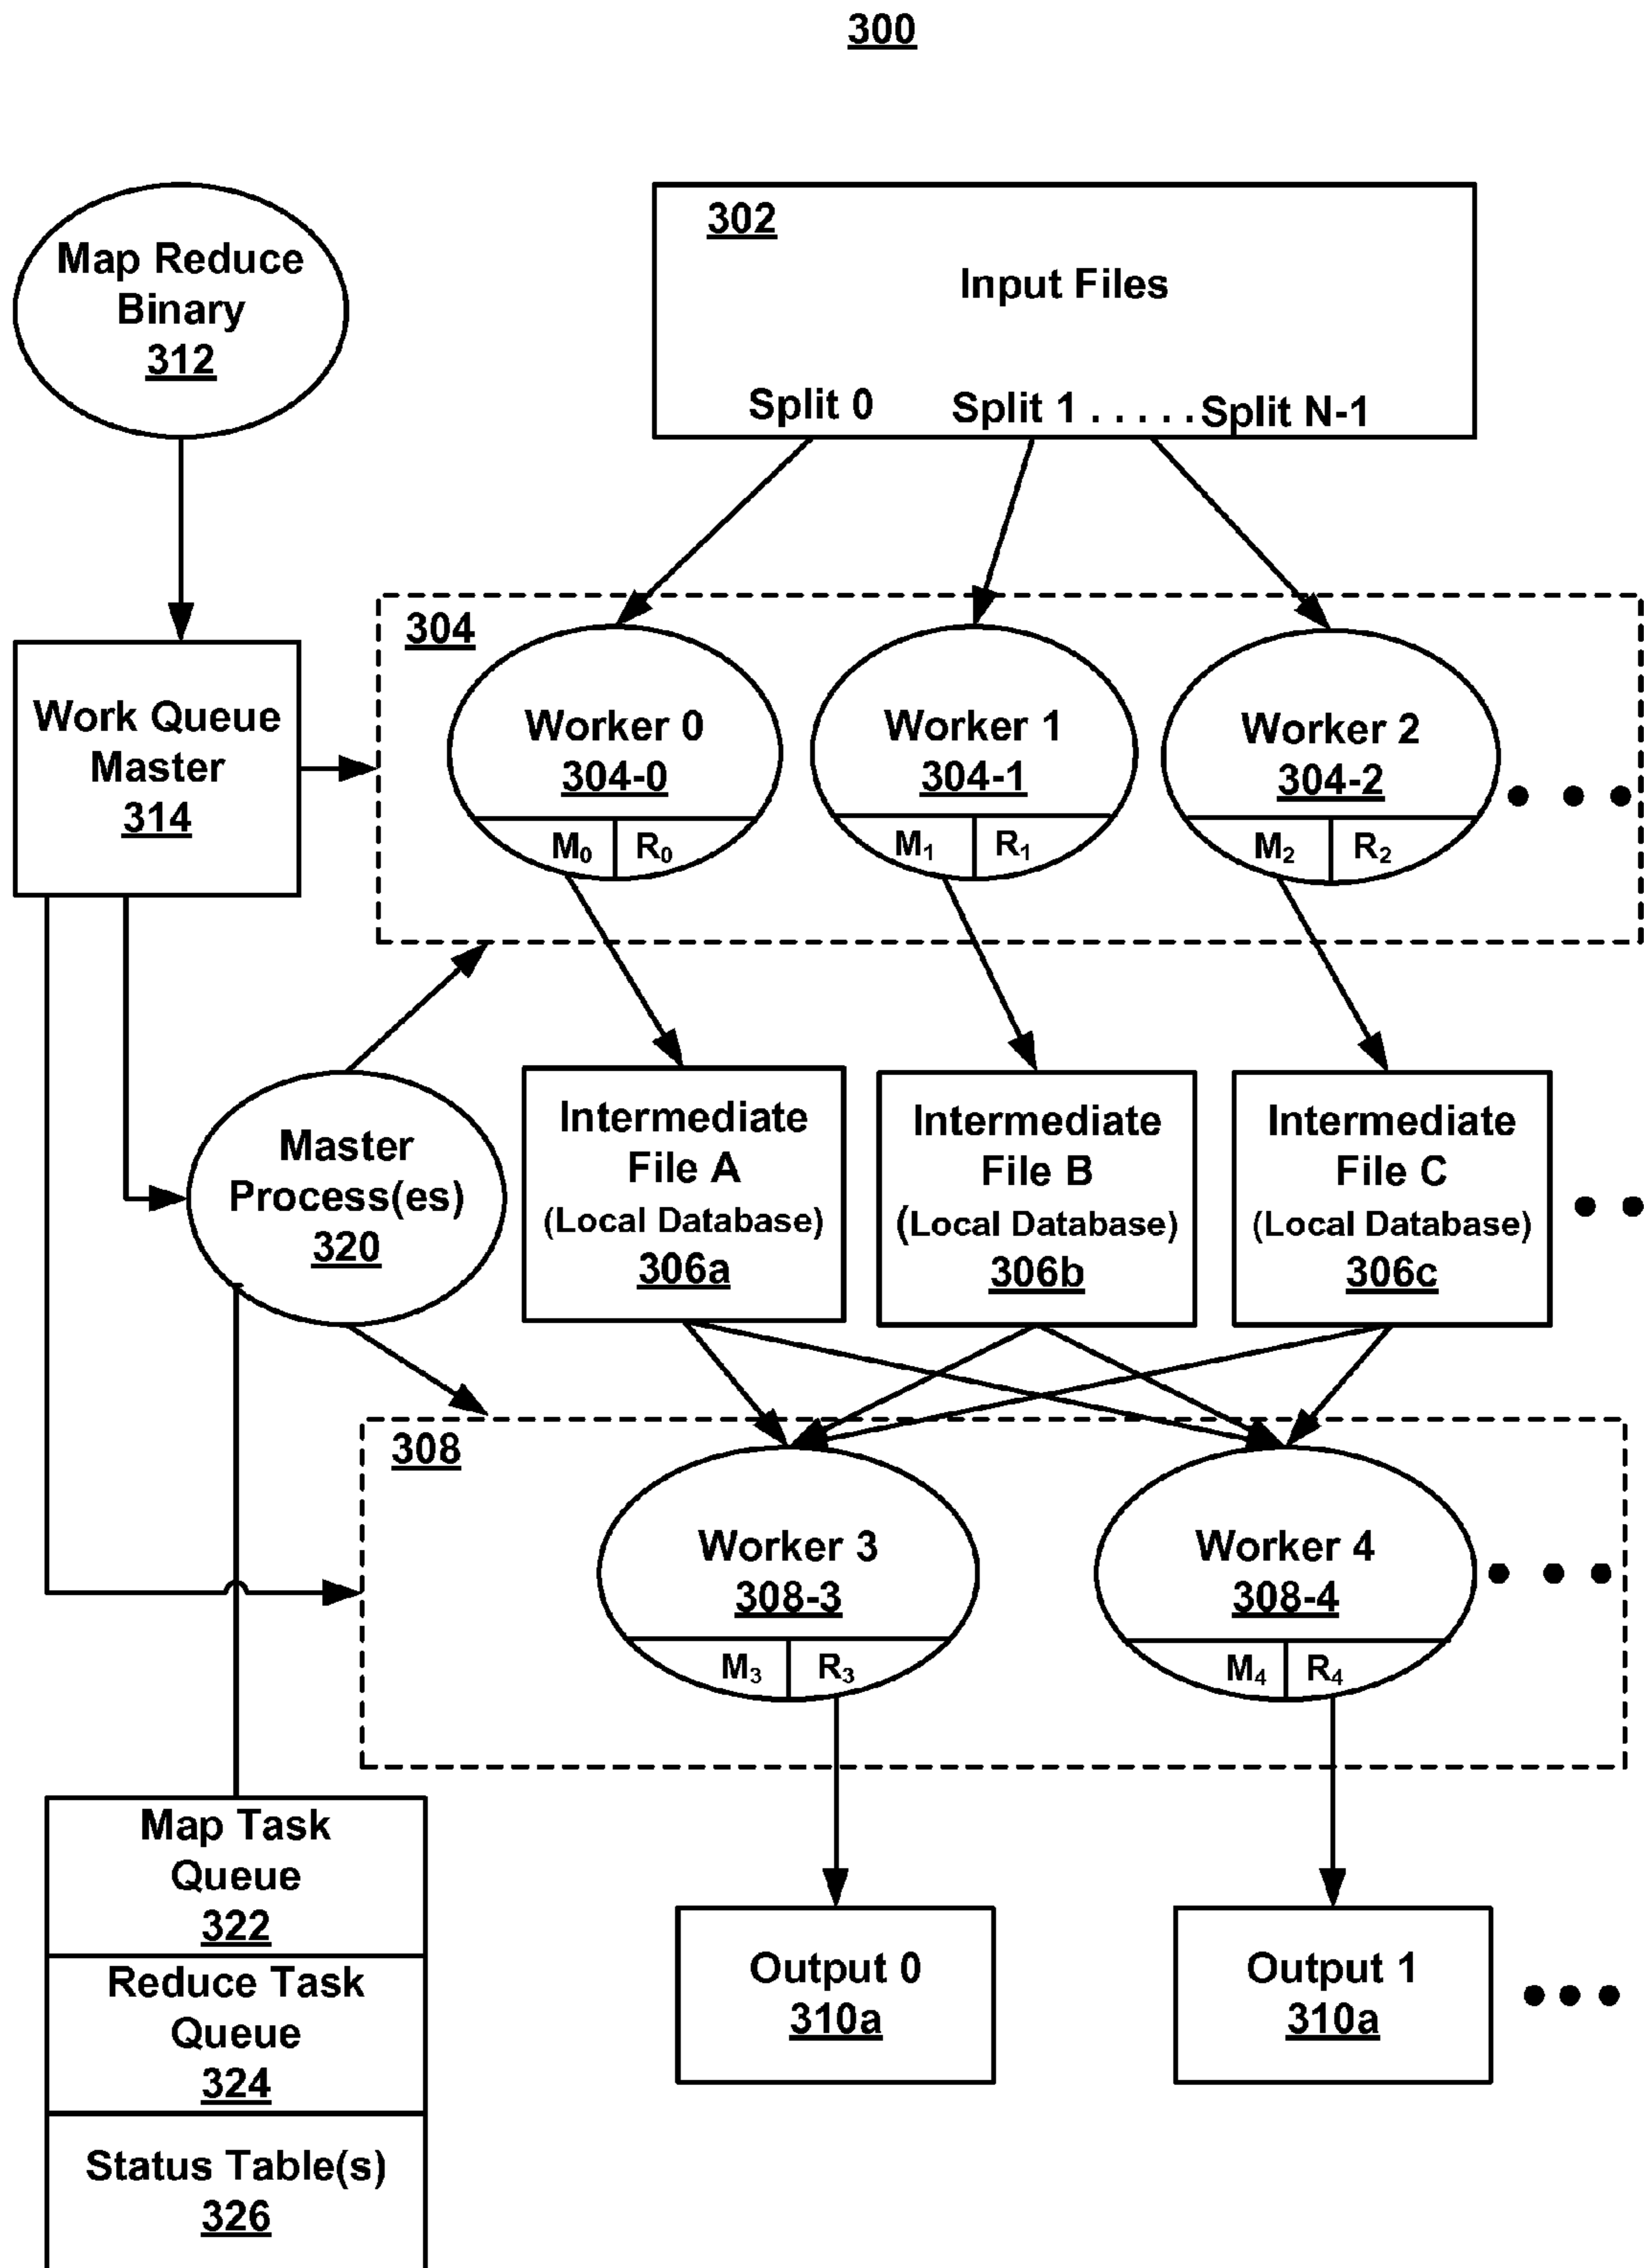 300
Map Reduce
Binary
312
302
Input Files
Split 0 Split 1 . . . . . Split N-1
304
Work Queue
Master
314
Worker 0
304-0
M₀ R₀
Worker 1
304-1
M₁ R₁
Worker 2
304-2
M₂ R₂
Master
Process(es)
320
Intermediate
File A
(Local Database)
306a
Intermediate
File B
(Local Database)
306b
Intermediate
File C
(Local Database)
306c
308
Worker 3
308-3
M₃ R₃
Worker 4
308-4
M₄ R₄
Map Task
Queue
322
Reduce Task
Queue
324
Status Table(s)
326
Output 0
310a
Output 1
310a